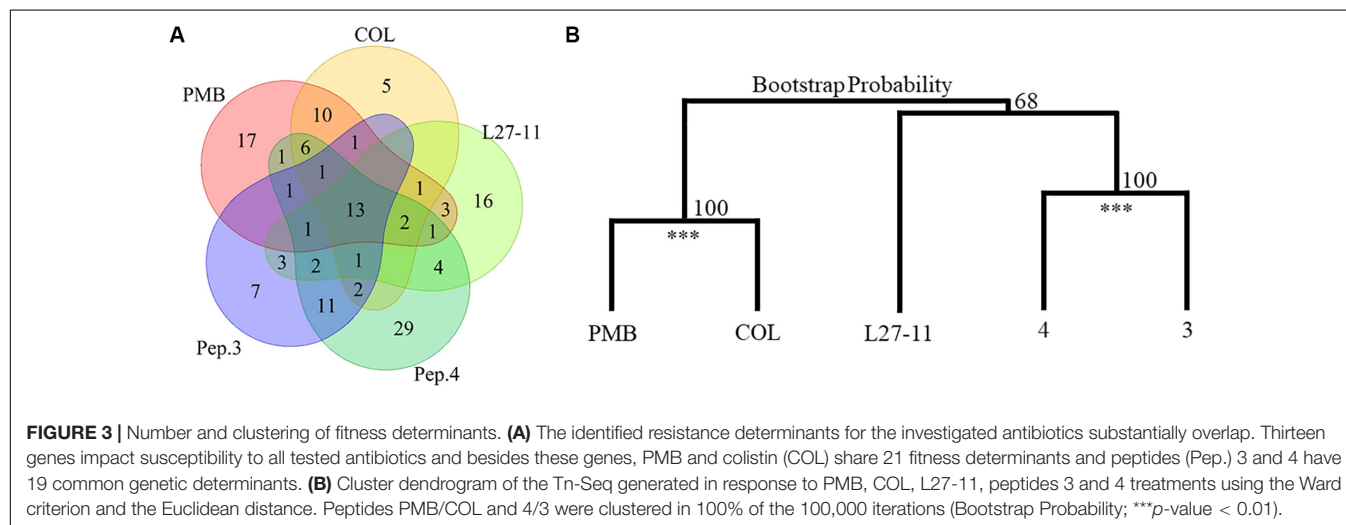 A
COL
PMB
L27-11
Pep.3
Pep.4
5
10
17
1
1
6
1
1
1
3
16
13
2
1
1
3
2
1
4
7
11
2
29
B
Bootstrap Probability
68
100
***
100
***
PMB
COL
L27-11
4
3
FIGURE 3 | Number and clustering of fitness determinants. (A) The identified resistance determinants for the investigated antibiotics substantially overlap. Thirteen
genes impact susceptibility to all tested antibiotics and besides these genes, PMB and colistin (COL) share 21 fitness determinants and peptides (Pep.) 3 and 4 have
19 common genetic determinants. (B) Cluster dendrogram of the Tn-Seq generated in response to PMB, COL, L27-11, peptides 3 and 4 treatments using the Ward
criterion and the Euclidean distance. Peptides PMB/COL and 4/3 were clustered in 100% of the 100,000 iterations (Bootstrap Probability; ***p-value < 0.01).